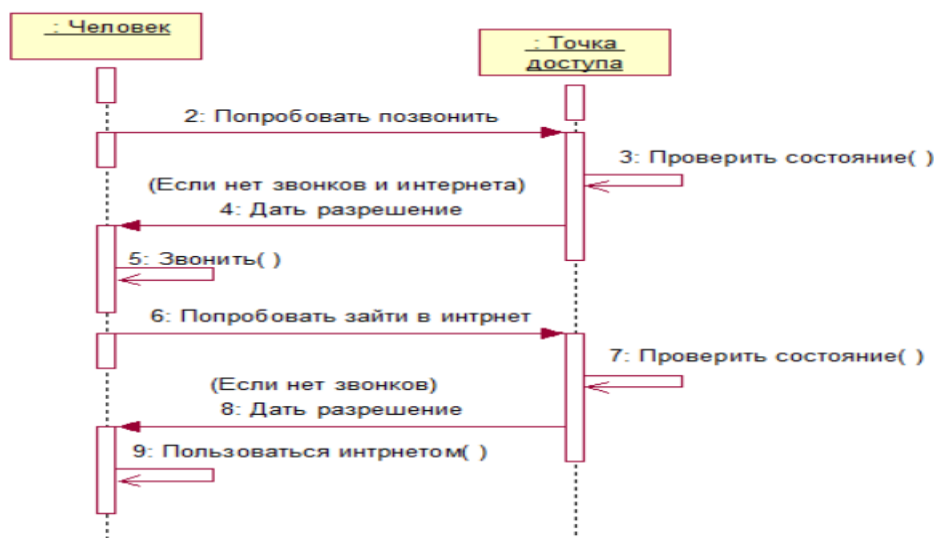 : Человек
: Точка
доступа
2: Попробовать позвонить
3: Проверить состояние( )
(Если нет звонков и интернета)
4: Дать разрешение
5: Звонить( )
6: Попробовать зайти в интрнет
7: Проверить состояние( )
(Если нет звонков)
8: Дать разрешение
9: Пользоваться интрнетом( )